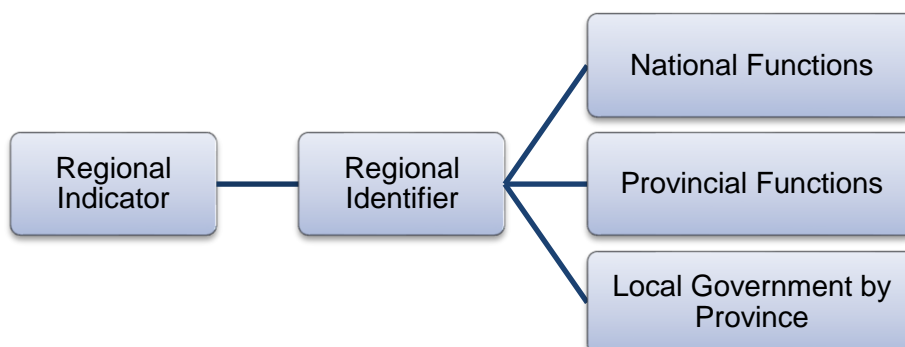 Regional
Indicator
Regional
Identifier
National Functions
Provincial Functions
Local Government by
Province